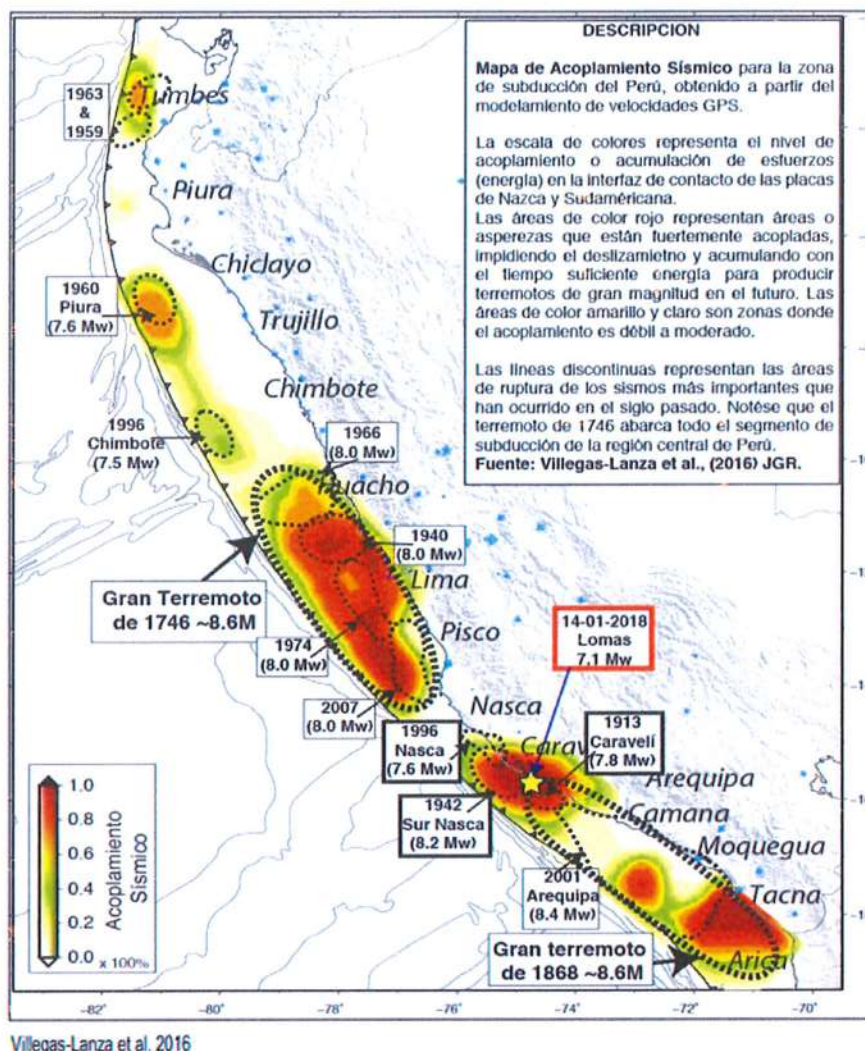 DESCRIPCION
Mapa de Acoplamiento Sísmico para la zona
de subducción del Perú, obtenido a partir del
modelamiento de velocidades GPS.
La escala de colores representa el nivel de
acoplamiento o acumulación de esfuerzos
(energía) en la interfaz de contacto de las placas
de Nazca y Sudaméricana.
Las áreas de color rojo representan áreas o
asperezas que están fuertemente acopladas,
impidiendo el deslizamietno y acumulando con
el tiempo suficiente energía para producir
terremotos de gran magnitud en el futuro. Las
áreas de color amarillo y claro son zonas donde
el acoplamiento es débil a moderado.
Las líneas discontinuas representan las áreas
de ruptura de los sismos más importantes que
han ocurrido en el siglo pasado. Notése que el
terremoto de 1746 abarca todo el segmento de
subducción de la región central de Perú.
Fuente: Villegas-Lanza et al., (2016) JGR.
1963
&
1959
Tumbes
Piura
Chiclayo
1960
Piura
(7.6 Mw)
Trujillo
Chimbote
1996
Chimbote
(7.5 Mw)
1966
(8.0 Mw)
Huacho
1940
(8.0 Mw)
Lima
Gran Terremoto
de 1746 ~8.6M
Pisco
14-01-2018
Lomas
7.1 Mw
1974
(8.0 Mw)
2007
(8.0 Mw)
Nasca
1996
Nasca
(7.6 Mw)
Carav
1913
Caravelí
(7.8 Mw)
Arequipa
1942
Sur Nasca
(8.2 Mw)
Camana
Moquegua
2001
Arequipa
(8.4 Mw)
Tacna
Gran terremoto
de 1868 ~8.6M
Arica
1.0
0.8
0.6
0.4
0.2
0.0
x 100%
Acoplamiento
Sísmico
−82°
−80°
−78°
−76°
−74°
−72°
−70°
Villegas-Lanza et al. 2016